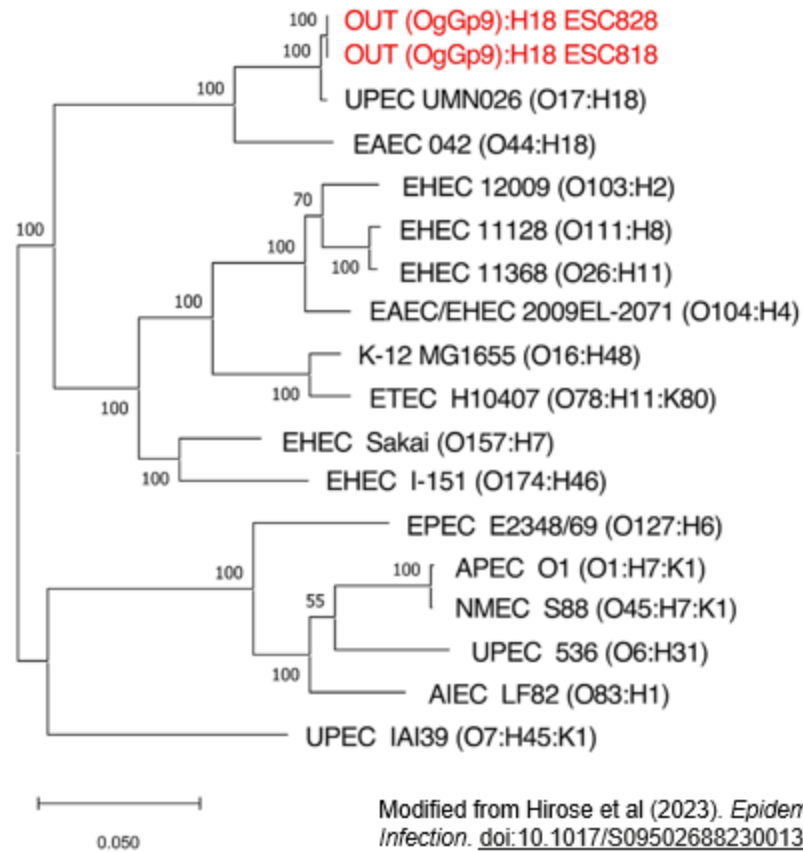 100
OUT (OgGp9):H18 ESC828
100
OUT (OgGp9):H18 ESC818
100
UPEC UMN026 (O17:H18)
EAEC 042 (O44:H18)
EHEC 12009 (O103:H2)
70
100
EHEC 11128 (O111:H8)
100
100
EHEC 11368 (O26:H11)
100
EAEC/EHEC 2009EL-2071 (O104:H4)
K-12 MG1655 (O16:H48)
100
ETEC H10407 (O78:H11:K80)
100
EHEC Sakai (O157:H7)
100
EHEC I-151 (O174:H46)
EPEC E2348/69 (O127:H6)
100
100
APEC O1 (O1:H7:K1)
55
NMEC S88 (O45:H7:K1)
UPEC 536 (O6:H31)
100
AIEC LF82 (O83:H1)
UPEC IAI39 (O7:H45:K1)
0.050
Modified from Hirose et al (2023). Epidem
Infection. doi:10.1017/S09502688230013